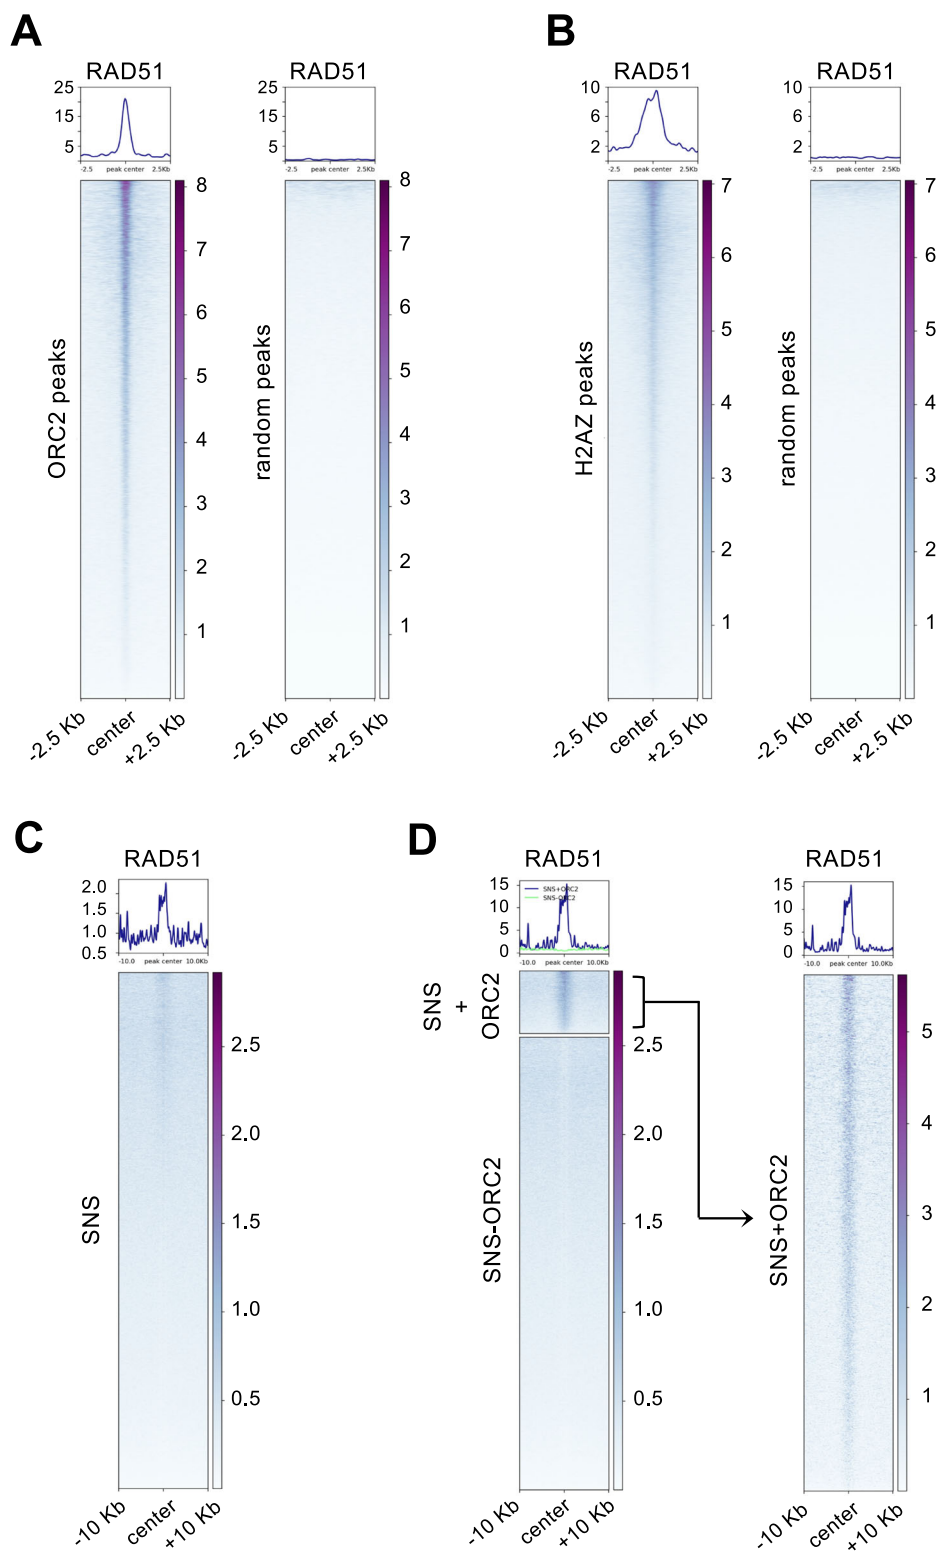 A
RAD51
25
15
5
-2.5 peak center 2.5Kb
ORC2 peaks
8
7
6
5
4
3
2
1
-2.5 Kb
center
+2.5 Kb
RAD51
25
15
5
-2.5 peak center 2.5Kb
random peaks
8
7
6
5
4
3
2
1
-2.5 Kb
center
+2.5 Kb
B
RAD51
10
6
2
-2.5 peak center 2.5Kb
H2AZ peaks
7
6
5
4
3
2
1
-2.5 Kb
center
+2.5 Kb
RAD51
10
6
2
-2.5 peak center 2.5Kb
random peaks
7
6
5
4
3
2
1
-2.5 Kb
center
+2.5 Kb
C
RAD51
2.0
1.5
1.0
0.5
-10.0 peak center 10.0Kb
SNS
2.5
2.0
1.5
1.0
0.5
-10 Kb
center
+10 Kb
D
RAD51
15
10
5
0
SNS+ORC2
SNS-ORC2
-10.0 peak center 10.0Kb
SNS
+
ORC2
SNS-ORC2
2.5
2.0
1.5
1.0
0.5
-10 Kb
center
+10 Kb
RAD51
15
10
5
0
-10.0 peak center 10.0Kb
SNS+ORC2
5
4
3
2
1
-10 Kb
center
+10 Kb